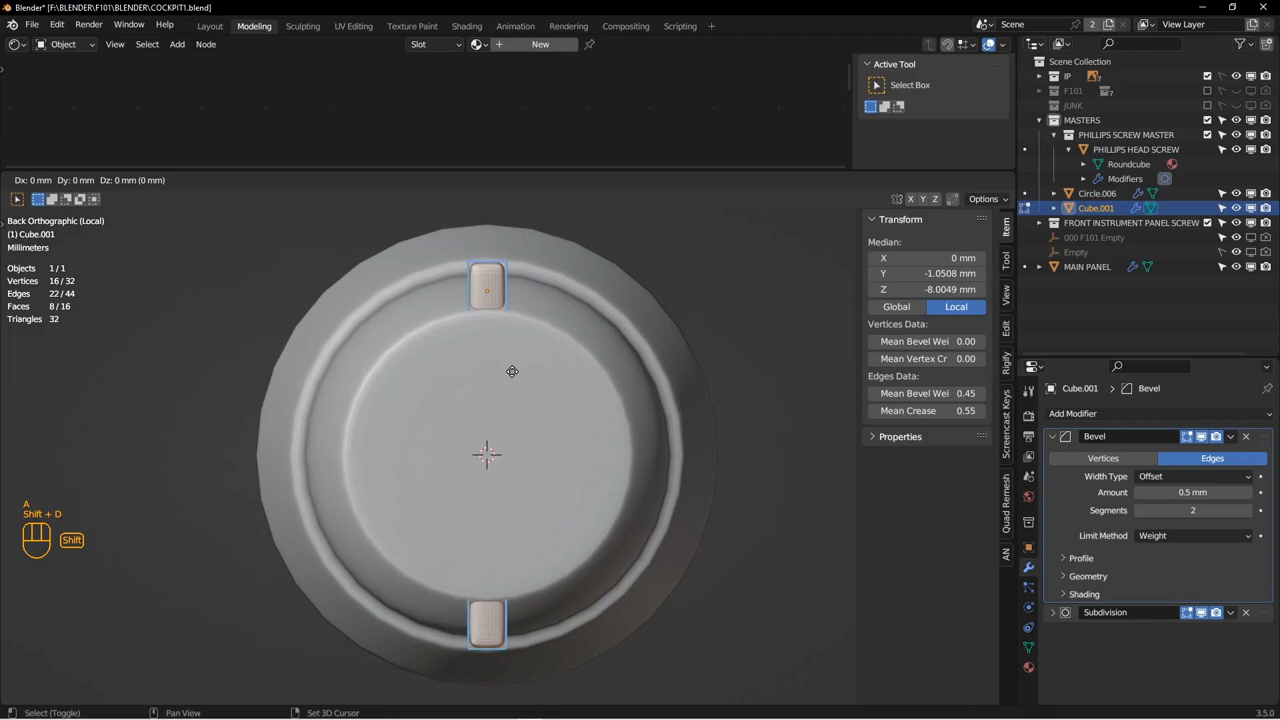 Blender* [F:\F101\BLENDER\COCKPIT1.blend]
File Edit Render Window Help Layout Modeling Sculpting UV Editing Texture Paint Shading Animation Rendering Compositing Scripting + Scene 2 View Layer
Object View Select Add Node Slot New
Active Tool
Select Box
Scene Collection
IP 7
F101 7
JUNK
MASTERS
PHILLIPS SCREW MASTER
PHILLIPS HEAD SCREW
Roundcube
Modifiers
Circle.006
Cube.001
FRONT INSTRUMENT PANEL SCREW
000 F101 Empty
Empty
MAIN PANEL
Dx: 0 mm Dy: 0 mm Dz: 0 mm (0 mm)
X Y Z Options
Back Orthographic (Local)
(1) Cube.001
Millimeters
Objects 1/1
Vertices 16/32
Edges 22/44
Faces 8/16
Triangles 32
Transform
Median:
X 0 mm
Y -1.0508 mm
Z -8.0049 mm
Global Local
Vertices Data:
Mean Bevel Wei 0.00
Mean Vertex Cr 0.00
Edges Data:
Mean Bevel Wei 0.45
Mean Crease 0.55
Properties
Item
Tool
View
Edit
Rigify
Screencast Keys
Quad Remesh
AN
Cube.001 > Bevel
Add Modifier
Bevel
Vertices Edges
Width Type Offset
Amount 0.5 mm
Segments 2
Limit Method Weight
Profile
Geometry
Shading
Subdivision
A
Shift + D
Shift
Select (Toggle) Pan View Set 3D Cursor 3.5.0